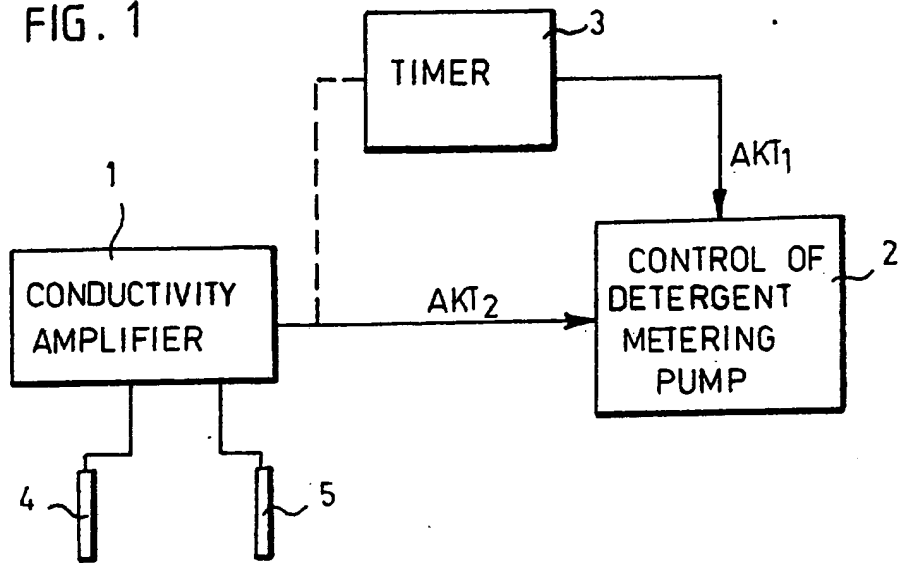 FIG. 1
3
TIMER
AKT1
1
CONDUCTIVITY
AMPLIFIER
AKT2
CONTROL OF
DETERGENT
METERING
PUMP
2
4
5